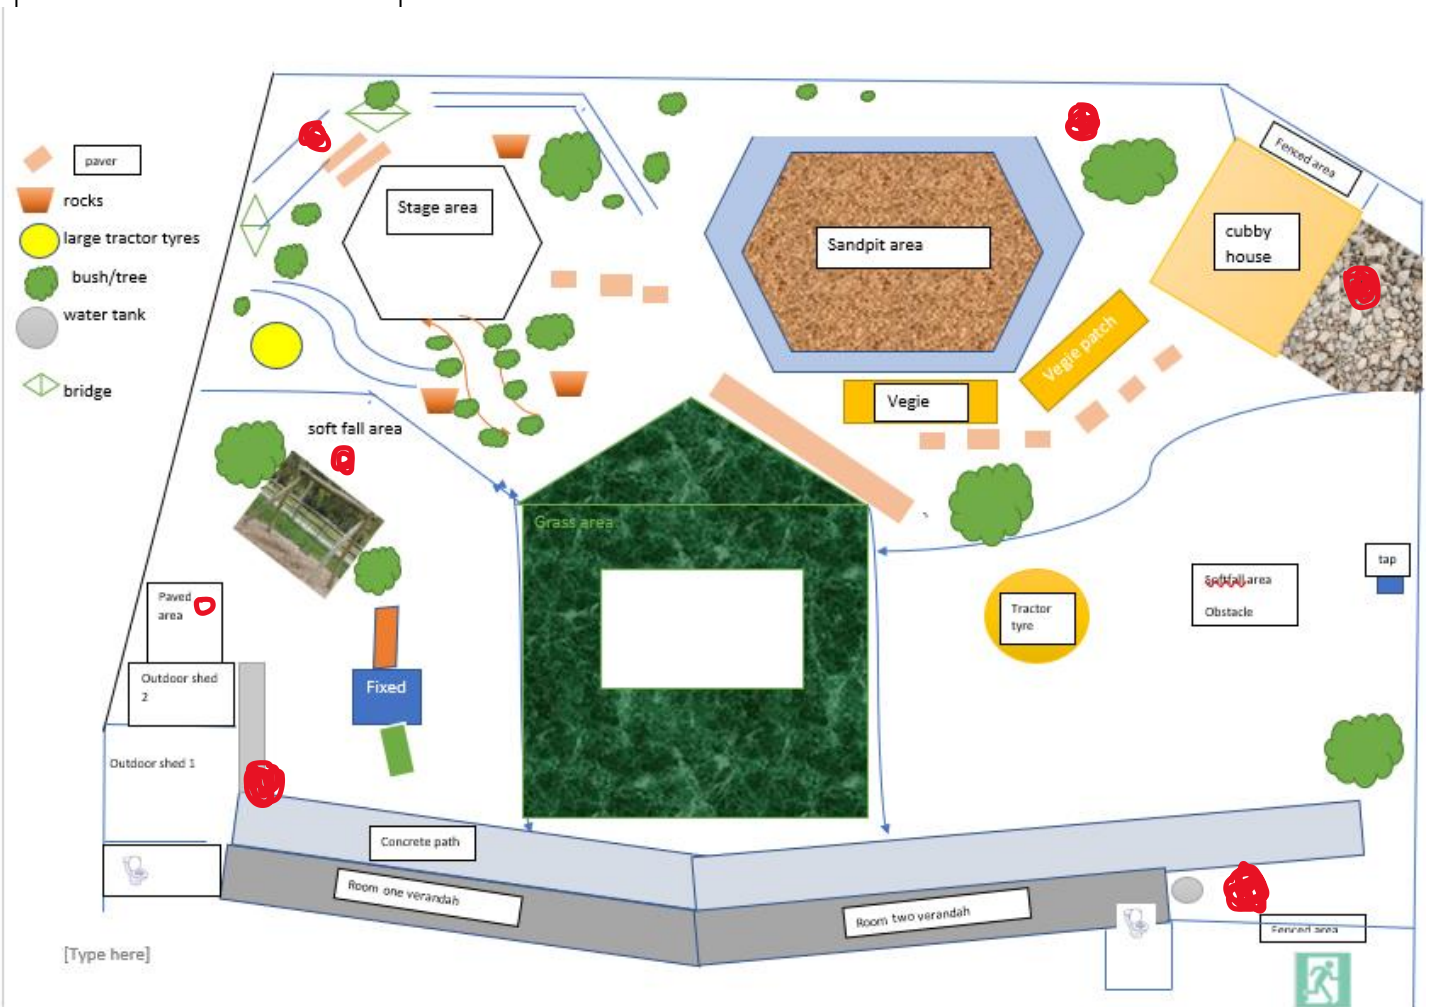 paver
rocks
large tractor tyres
bush/tree
water tank
bridge
Stage area
Sandpit area
Fenced area
cubby
house
Vegie patch
Vegie
soft fall area
Grass area
Paved
area
Outdoor shed
2
Outdoor shed 1
Fixed
Tractor
tyre
Softfall area
Obstacle
tap
Concrete path
Room one verandah
Room two verandah
Fenced area
[Type here]